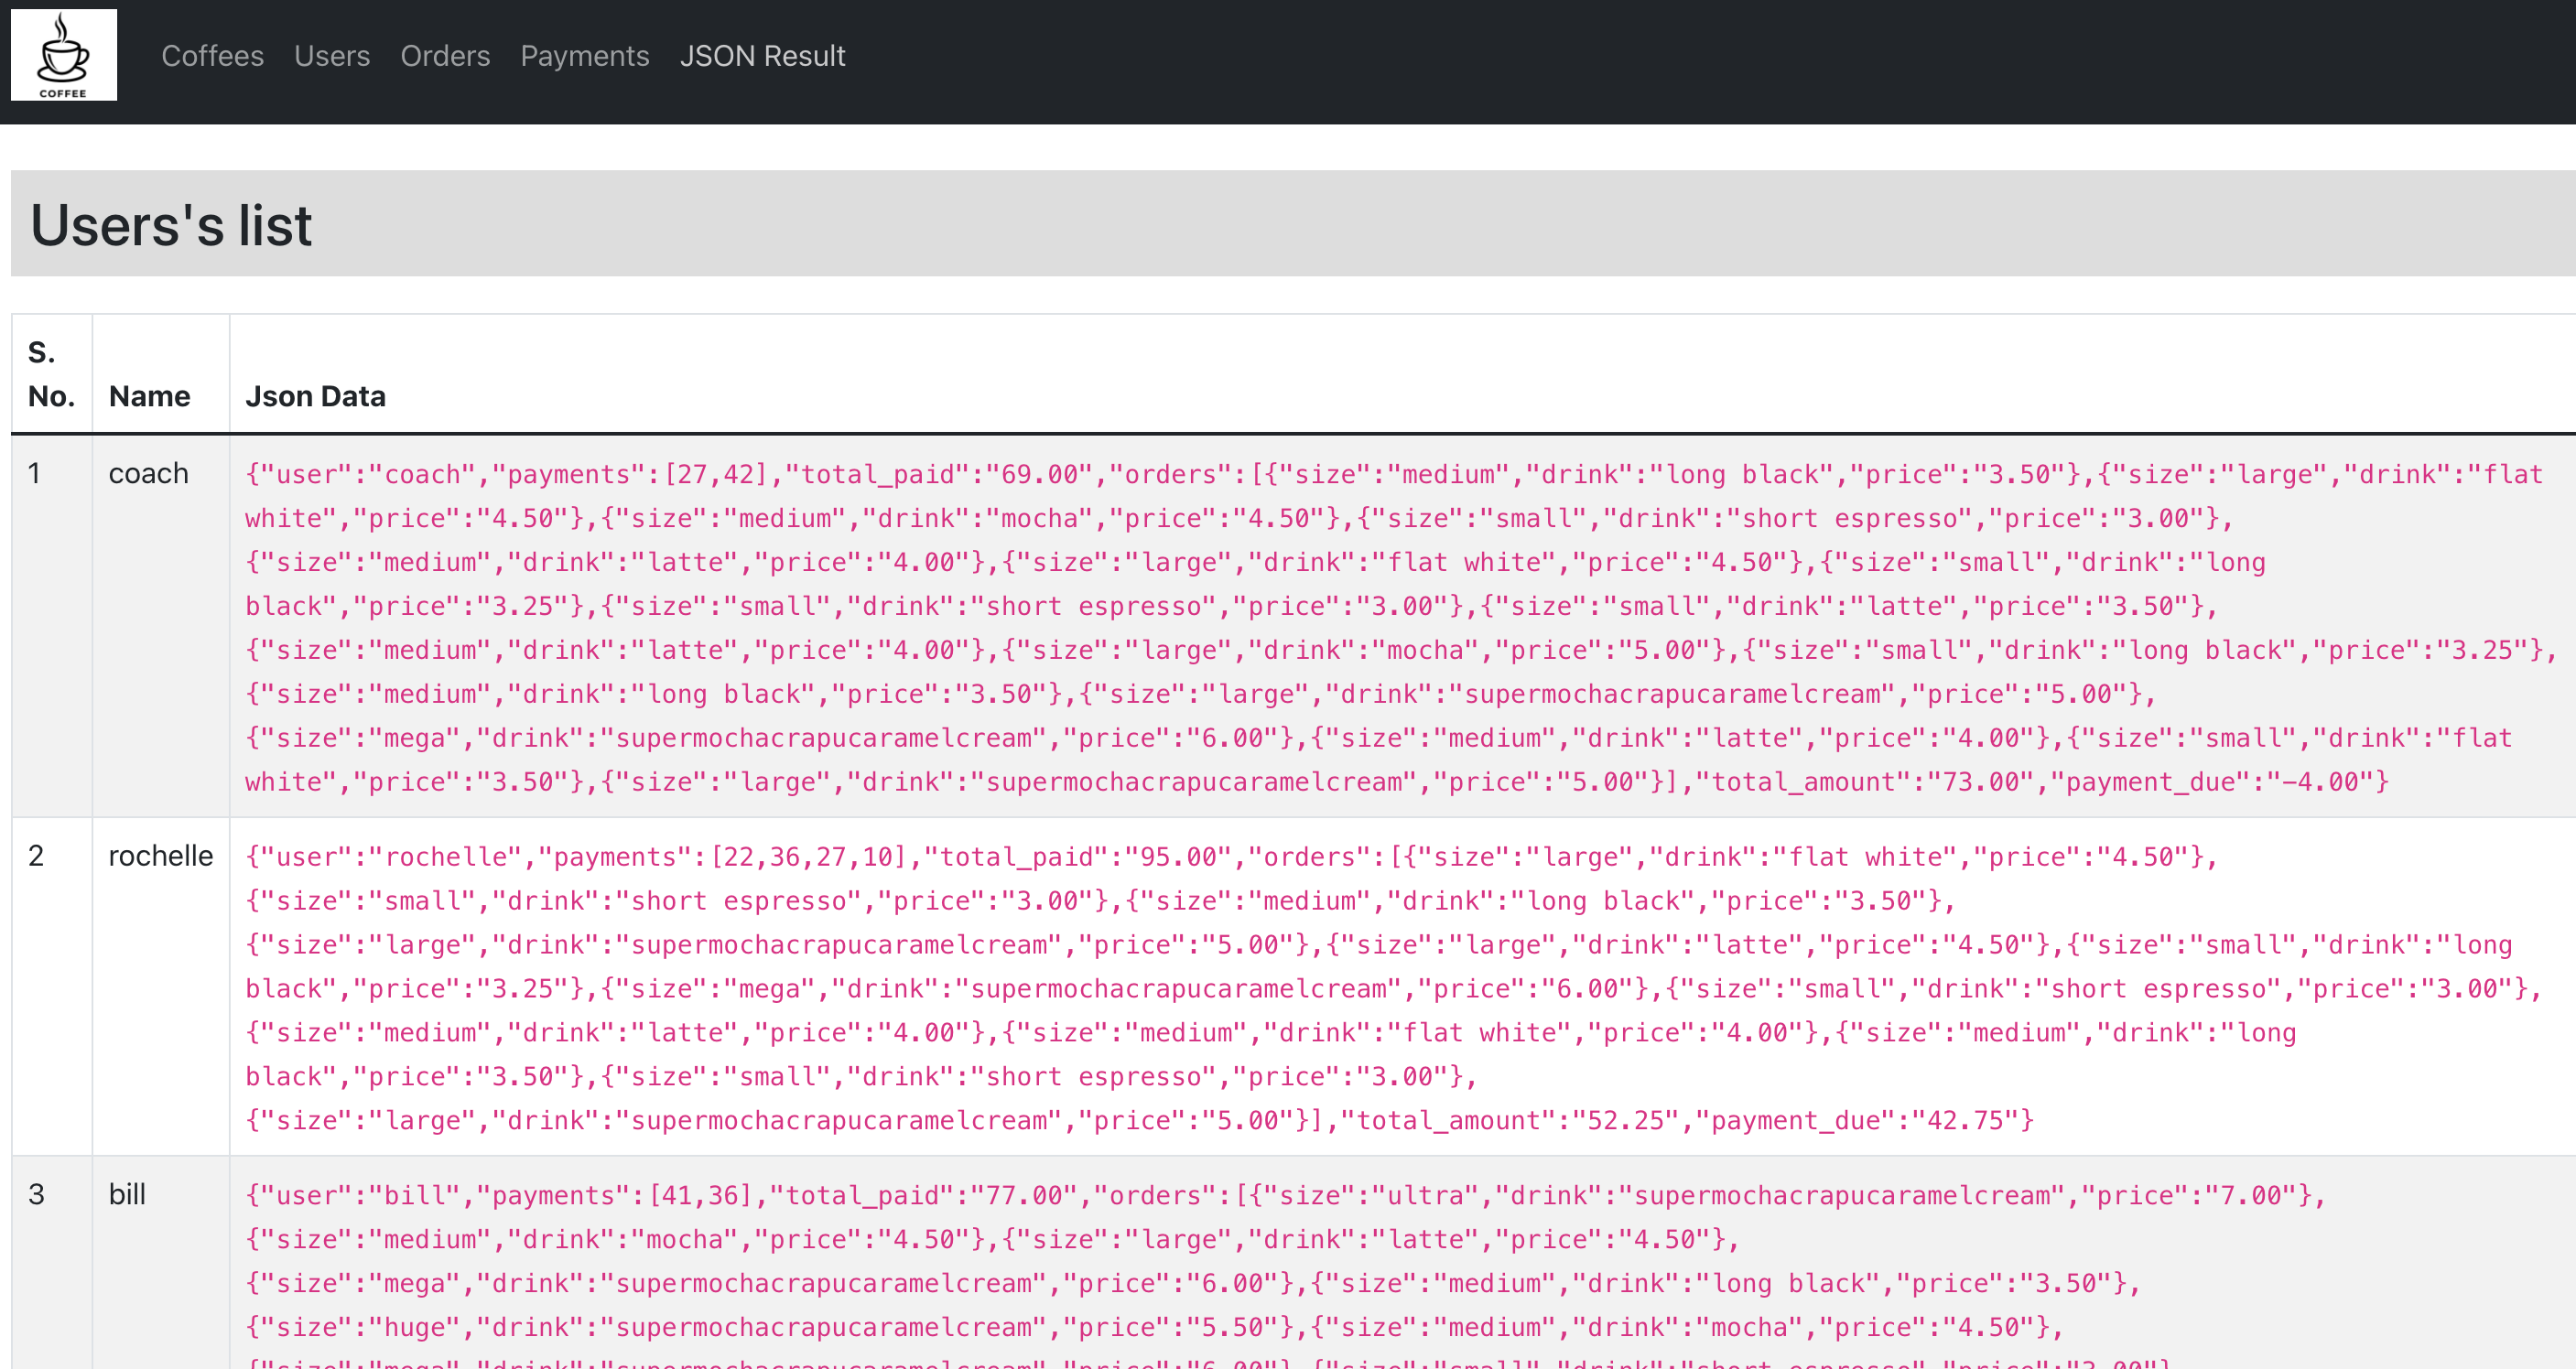 COFFEE
Coffees Users Orders Payments JSON Result
Users's list
S.
No. Name Json Data
1 coach {"user":"coach","payments":[27,42],"total_paid":"69.00","orders":[{"size":"medium","drink":"long black","price":"3.50"},{"size":"large","drink":"flat
white","price":"4.50"},{"size":"medium","drink":"mocha","price":"4.50"},{"size":"small","drink":"short espresso","price":"3.00"},
{"size":"medium","drink":"latte","price":"4.00"},{"size":"large","drink":"flat white","price":"4.50"},{"size":"small","drink":"long
black","price":"3.25"},{"size":"small","drink":"short espresso","price":"3.00"},{"size":"small","drink":"latte","price":"3.50"},
{"size":"medium","drink":"latte","price":"4.00"},{"size":"large","drink":"mocha","price":"5.00"},{"size":"small","drink":"long black","price":"3.25"},
{"size":"medium","drink":"long black","price":"3.50"},{"size":"large","drink":"supermochacrapucaramelcream","price":"5.00"},
{"size":"mega","drink":"supermochacrapucaramelcream","price":"6.00"},{"size":"medium","drink":"latte","price":"4.00"},{"size":"small","drink":"flat
white","price":"3.50"},{"size":"large","drink":"supermochacrapucaramelcream","price":"5.00"}],"total_amount":"73.00","payment_due":"-4.00"}
2 rochelle {"user":"rochelle","payments":[22,36,27,10],"total_paid":"95.00","orders":[{"size":"large","drink":"flat white","price":"4.50"},
{"size":"small","drink":"short espresso","price":"3.00"},{"size":"medium","drink":"long black","price":"3.50"},
{"size":"large","drink":"supermochacrapucaramelcream","price":"5.00"},{"size":"large","drink":"latte","price":"4.50"},{"size":"small","drink":"long
black","price":"3.25"},{"size":"mega","drink":"supermochacrapucaramelcream","price":"6.00"},{"size":"small","drink":"short espresso","price":"3.00"},
{"size":"medium","drink":"latte","price":"4.00"},{"size":"medium","drink":"flat white","price":"4.00"},{"size":"medium","drink":"long
black","price":"3.50"},{"size":"small","drink":"short espresso","price":"3.00"},
{"size":"large","drink":"supermochacrapucaramelcream","price":"5.00"}],"total_amount":"52.25","payment_due":"42.75"}
3 bill {"user":"bill","payments":[41,36],"total_paid":"77.00","orders":[{"size":"ultra","drink":"supermochacrapucaramelcream","price":"7.00"},
{"size":"medium","drink":"mocha","price":"4.50"},{"size":"large","drink":"latte","price":"4.50"},
{"size":"mega","drink":"supermochacrapucaramelcream","price":"6.00"},{"size":"medium","drink":"long black","price":"3.50"},
{"size":"huge","drink":"supermochacrapucaramelcream","price":"5.50"},{"size":"medium","drink":"mocha","price":"4.50"},
{"size":"mega","drink":"supermochacrapucaramelcream","price":"6.00"},{"size":"small","drink":"short espresso","price":"3.00"},